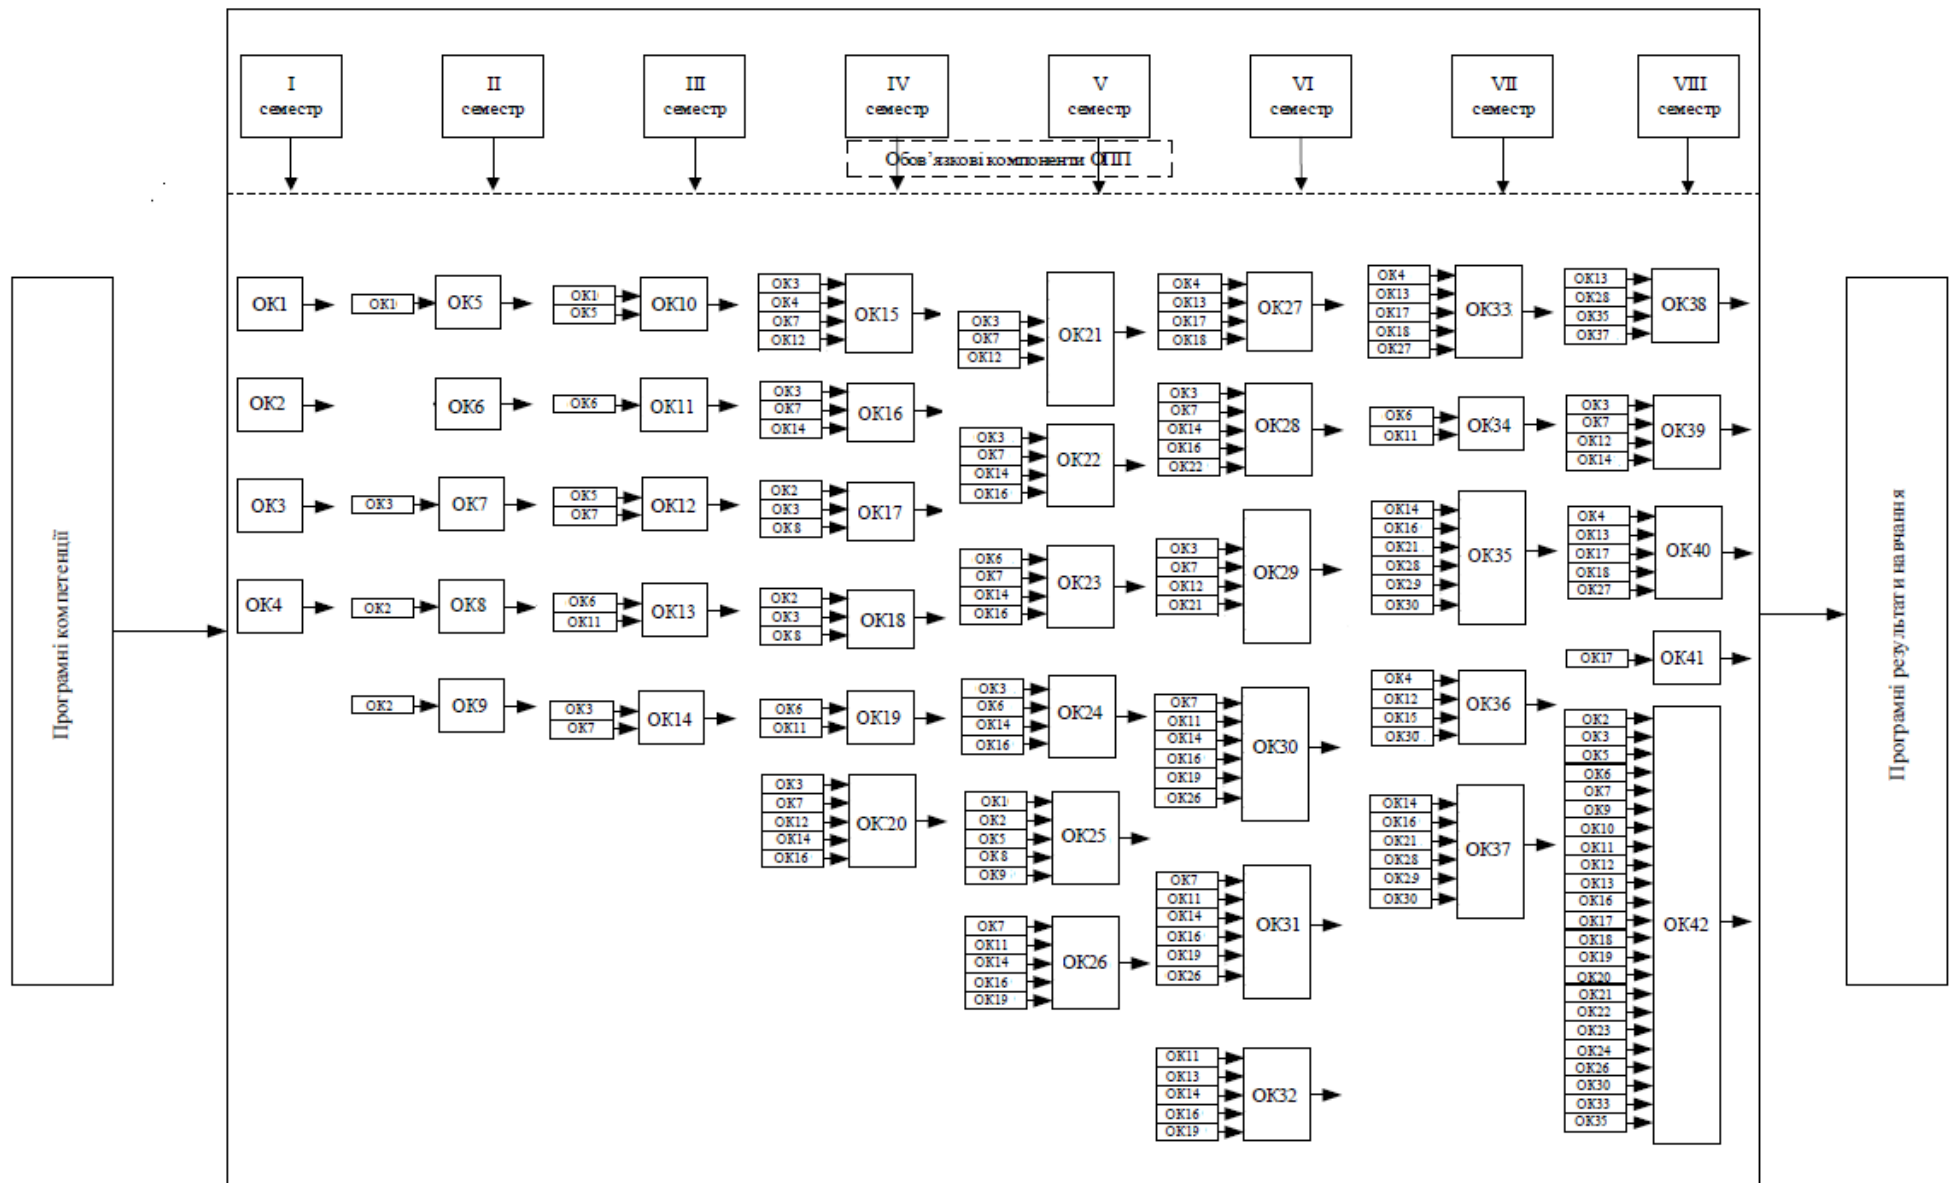 I
семестр
II
семестр
III
семестр
IV
семестр
V
семестр
VI
семестр
VII
семестр
VIII
семестр
Обов’язкові компоненти ОПП
Програмні компетенції
ОК1
ОК2
ОК3
ОК4
ОК1
ОК5
ОК6
ОК3
ОК7
ОК2
ОК8
ОК2
ОК9
ОК1
ОК5
ОК10
ОК6
ОК11
ОК5
ОК7
ОК12
ОК6
ОК11
ОК13
ОК3
ОК7
ОК14
ОК3
ОК4
ОК7
ОК12
ОК15
ОК3
ОК7
ОК14
ОК16
ОК2
ОК3
ОК8
ОК17
ОК2
ОК3
ОК8
ОК18
ОК6
ОК11
ОК19
ОК3
ОК7
ОК12
ОК14
ОК16
ОК20
ОК3
ОК7
ОК12
ОК21
ОК3
ОК7
ОК14
ОК16
ОК22
ОК6
ОК7
ОК14
ОК16
ОК23
ОК3
ОК6
ОК14
ОК16
ОК24
ОК1
ОК2
ОК5
ОК8
ОК9
ОК25
ОК7
ОК11
ОК14
ОК16
ОК19
ОК26
ОК4
ОК13
ОК17
ОК18
ОК27
ОК3
ОК7
ОК14
ОК16
ОК22
ОК28
ОК3
ОК7
ОК12
ОК21
ОК29
ОК7
ОК11
ОК14
ОК16
ОК19
ОК26
ОК30
ОК7
ОК11
ОК14
ОК16
ОК19
ОК26
ОК31
ОК11
ОК13
ОК14
ОК16
ОК19
ОК32
ОК4
ОК13
ОК17
ОК18
ОК27
ОК33
ОК6
ОК11
ОК34
ОК14
ОК16
ОК21
ОК28
ОК29
ОК30
ОК35
ОК4
ОК12
ОК15
ОК30
ОК36
ОК14
ОК16
ОК21
ОК28
ОК29
ОК30
ОК37
ОК13
ОК28
ОК35
ОК37
ОК38
ОК3
ОК7
ОК12
ОК14
ОК39
ОК4
ОК13
ОК17
ОК18
ОК27
ОК40
ОК17
ОК41
ОК2
ОК3
ОК5
ОК6
ОК7
ОК9
ОК10
ОК11
ОК12
ОК13
ОК16
ОК17
ОК18
ОК19
ОК20
ОК21
ОК22
ОК23
ОК24
ОК26
ОК30
ОК33
ОК35
ОК42
Програмні результати навчання